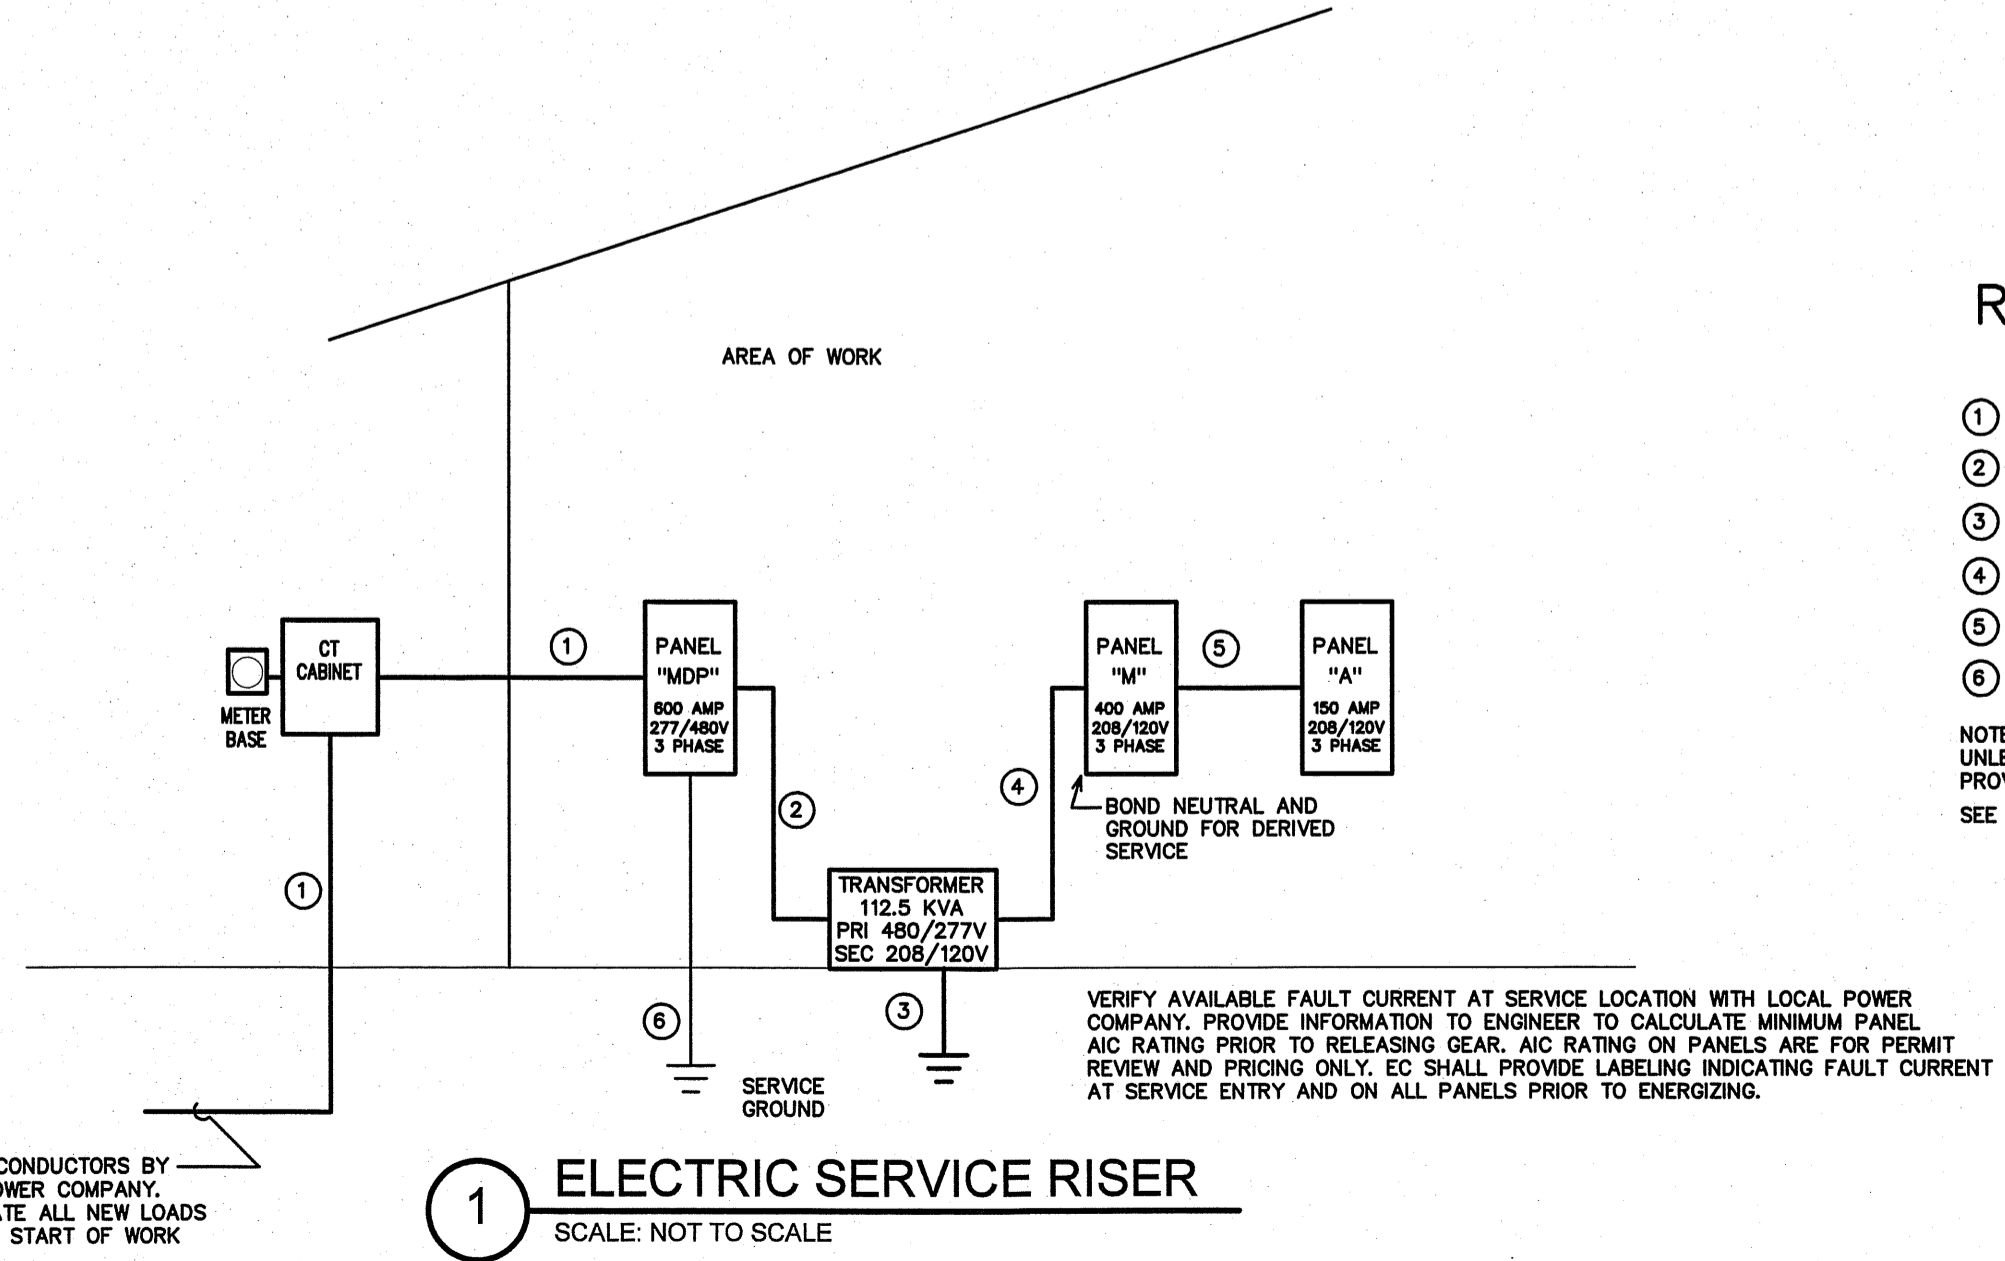 AREA OF WORK
CT
CABINET
METER
BASE
1
1
PANEL
"MDP"
600 AMP
277/480V
3 PHASE
2
6
SERVICE
GROUND
TRANSFORMER
112.5 KVA
PRI 480/277V
SEC 208/120V
3
4
PANEL
"M"
400 AMP
208/120V
3 PHASE
5
PANEL
"A"
150 AMP
208/120V
3 PHASE
BOND NEUTRAL AND
GROUND FOR DERIVED
SERVICE
VERIFY AVAILABLE FAULT CURRENT AT SERVICE LOCATION WITH LOCAL POWER
COMPANY. PROVIDE INFORMATION TO ENGINEER TO CALCULATE MINIMUM PANEL
AIC RATING PRIOR TO RELEASING GEAR. AIC RATING ON PANELS ARE FOR PERMIT
REVIEW AND PRICING ONLY. EC SHALL PROVIDE LABELING INDICATING FAULT CURRENT
AT SERVICE ENTRY AND ON ALL PANELS PRIOR TO ENERGIZING.
CONDUCTORS BY
COMPANY.
ALL NEW LOADS
START OF WORK
1
ELECTRIC SERVICE RISER
SCALE: NOT TO SCALE
R
1
2
3
4
5
6
SEE